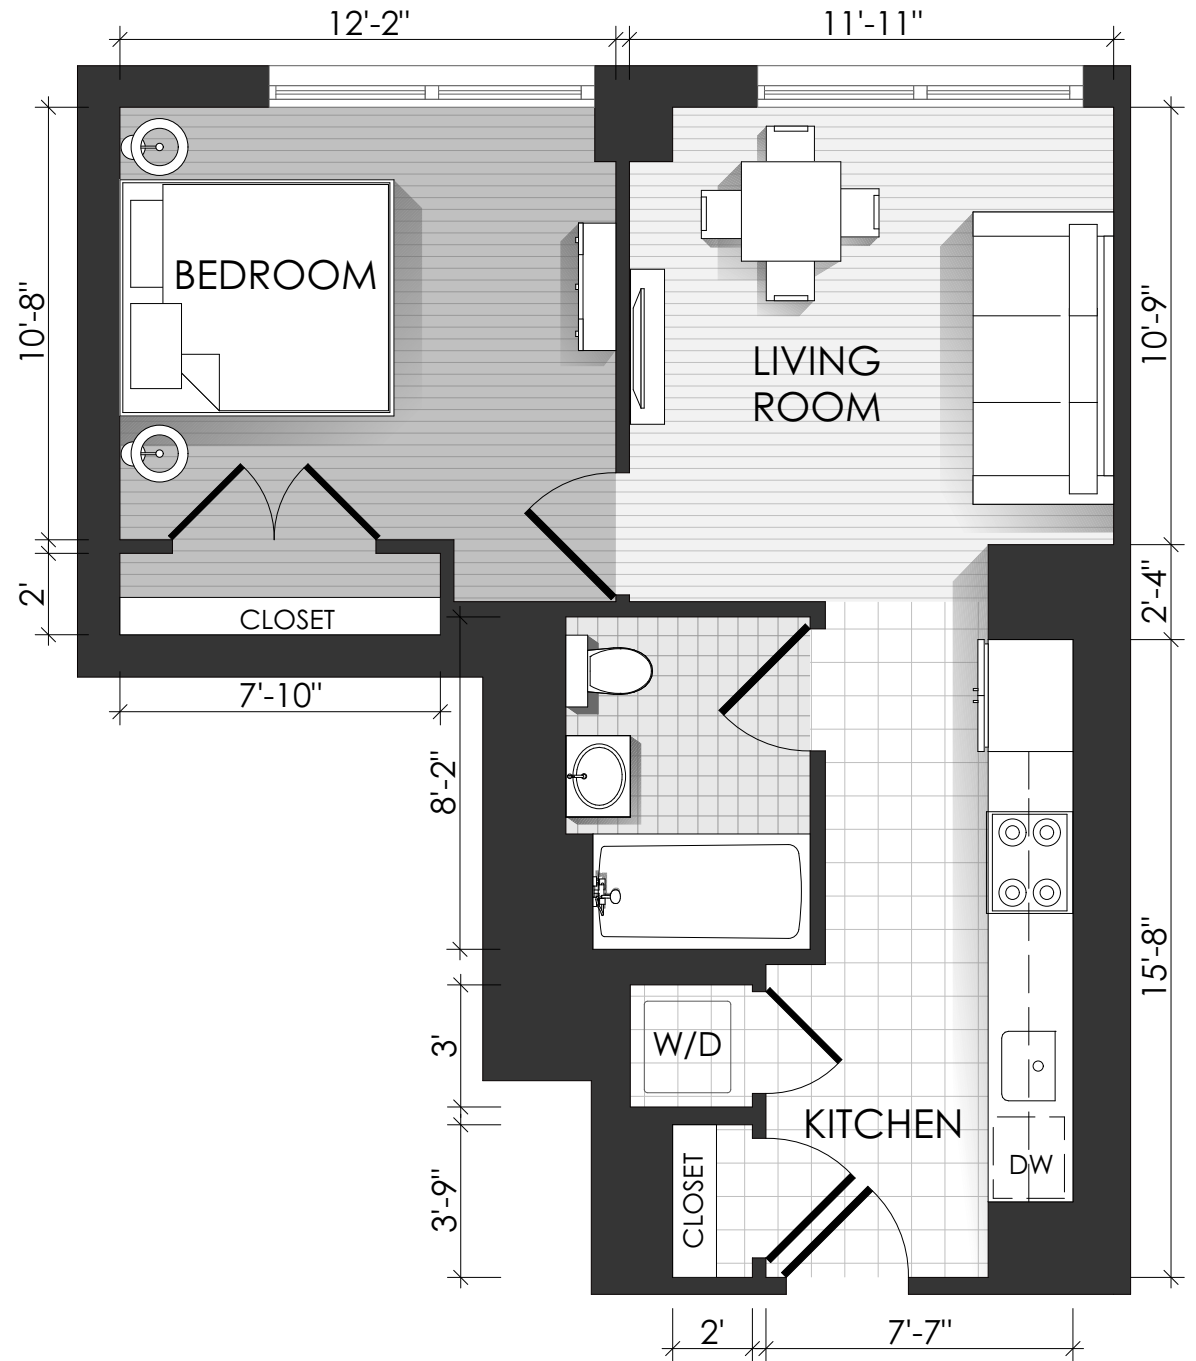 12'-2"
11'-11"
BEDROOM
10'-8"
10'-9"
LIVING
ROOM
2'
CLOSET
2'-4"
7'-10"
8'-2"
15'-8"
3'
W/D
KITCHEN
DW
3'-9"
CLOSET
2'
7'-7"